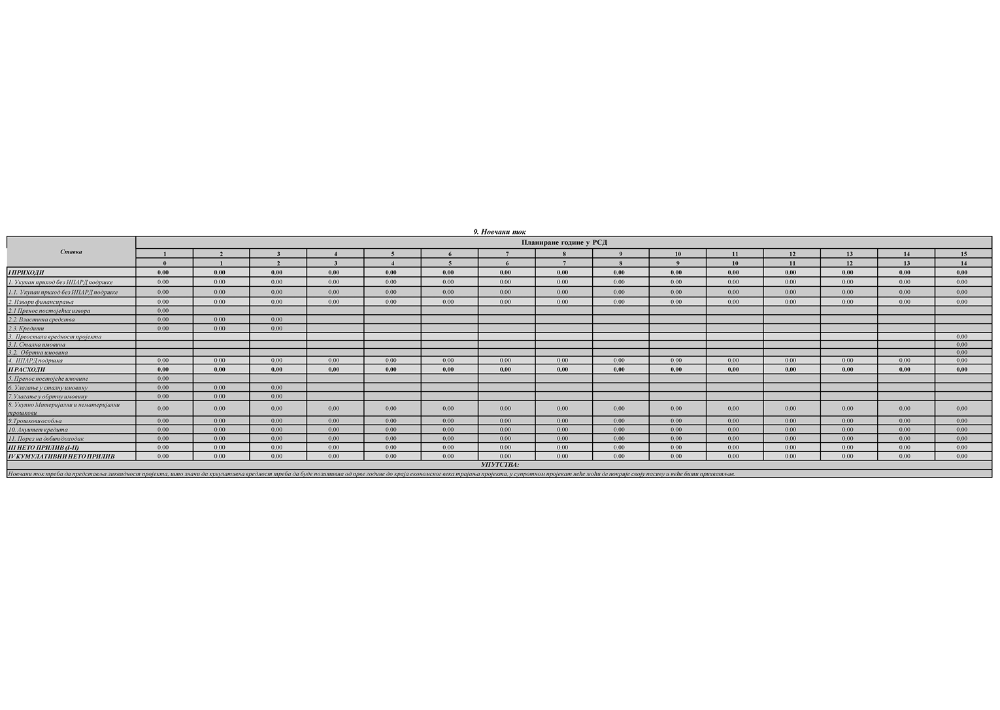 9. Новчани ток
Ставка
Планиране године у РСД
1 2 3 4 5 6 7 8 9 10 11 12 13 14 15
0 1 2 3 4 5 6 7 8 9 10 11 12 13 14
I ПРИХОДИ 0.00 0.00 0.00 0.00 0.00 0.00 0.00 0.00 0.00 0.00 0.00 0.00 0.00 0.00 0.00
1. Укупан приход без ИПАРД подршке 0.00 0.00 0.00 0.00 0.00 0.00 0.00 0.00 0.00 0.00 0.00 0.00 0.00 0.00 0.00
1.1. Укупан приход без ИПАРД подршке 0.00 0.00 0.00 0.00 0.00 0.00 0.00 0.00 0.00 0.00 0.00 0.00 0.00 0.00 0.00
2. Извори финансирања 0.00 0.00 0.00 0.00 0.00 0.00 0.00 0.00 0.00 0.00 0.00 0.00 0.00 0.00 0.00
2.1 Пренос постојећих извора 0.00
2.2. Властита средства 0.00 0.00 0.00
2.3. Кредити 0.00 0.00 0.00
3. Преостала вредност пројекта 0.00
3.1. Стална имовина 0.00
3.2. Обртна имовина 0.00
4. ИПАРД подршка 0.00 0.00 0.00 0.00 0.00 0.00 0.00 0.00 0.00 0.00 0.00 0.00 0.00 0.00 0.00
II РАСХОДИ 0.00 0.00 0.00 0.00 0.00 0.00 0.00 0.00 0.00 0.00 0.00 0.00 0.00 0.00 0.00
5. Пренос постојеће имовине 0.00
6. Улагање у сталну имовину 0.00 0.00 0.00
7.Улагање у обртну имовину 0.00 0.00 0.00
8. Укупно Материјални и нематеријални
трошкови 0.00 0.00 0.00 0.00 0.00 0.00 0.00 0.00 0.00 0.00 0.00 0.00 0.00 0.00 0.00
9.Трошкови особља 0.00 0.00 0.00 0.00 0.00 0.00 0.00 0.00 0.00 0.00 0.00 0.00 0.00 0.00 0.00
10. Ануитет кредита 0.00 0.00 0.00 0.00 0.00 0.00 0.00 0.00 0.00 0.00 0.00 0.00 0.00 0.00 0.00
11. Порез на добит/доходак 0.00 0.00 0.00 0.00 0.00 0.00 0.00 0.00 0.00 0.00 0.00 0.00 0.00 0.00 0.00
III НЕТО ПРИЛИВ (I-II) 0.00 0.00 0.00 0.00 0.00 0.00 0.00 0.00 0.00 0.00 0.00 0.00 0.00 0.00 0.00
IV КУМУЛАТИВНИ НЕТО ПРИЛИВ 0.00 0.00 0.00 0.00 0.00 0.00 0.00 0.00 0.00 0.00 0.00 0.00 0.00 0.00 0.00
УПУТСТВА:
Новчани ток треба да представља ликвидност пројекта, што значи да кумулативна вредност треба да буде позитивна од прве године до краја економског века трајања пројекта, у супротном пројекат неће моћи де покрије своју пасиву и неће бити прихватљив.